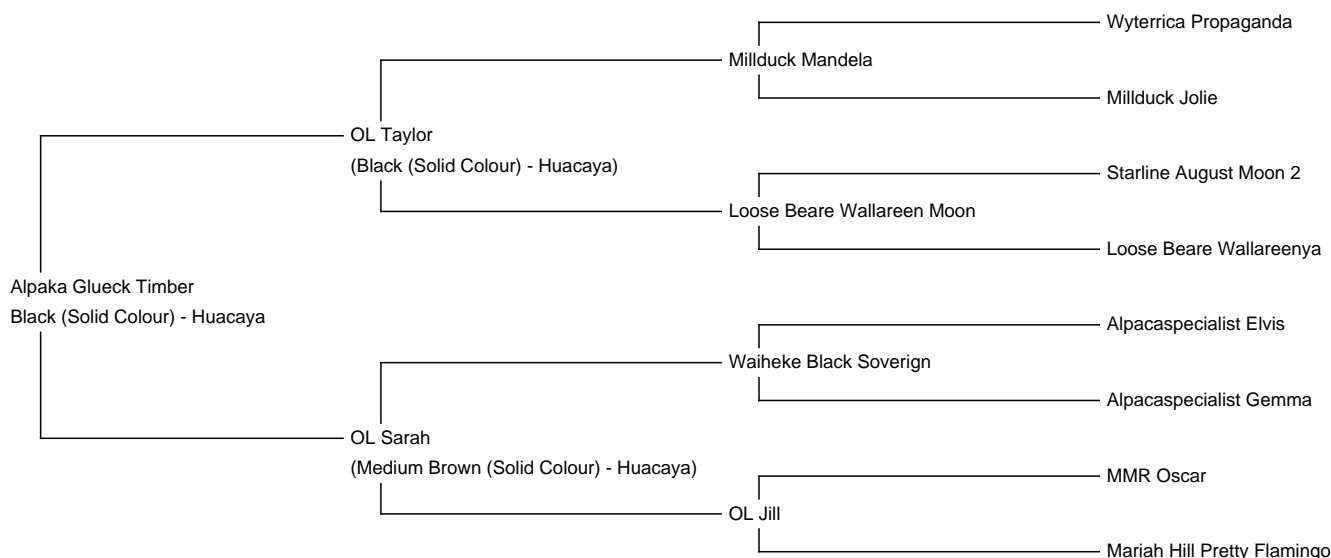 Wyterrica Propaganda
Millduck Mandela
Millduck Jolie
OL Taylor
(Black (Solid Colour) - Huacaya)
Starline August Moon 2
Loose Beare Wallareen Moon
Loose Beare Wallareenya
Alpaka Glueck Timber
Black (Solid Colour) - Huacaya
Alpacaspecialist Elvis
Waiheke Black Soverign
Alpacaspecialist Gemma
OL Sarah
(Medium Brown (Solid Colour) - Huacaya)
MMR Oscar
OL Jill
Mariah Hill Pretty Flamingo